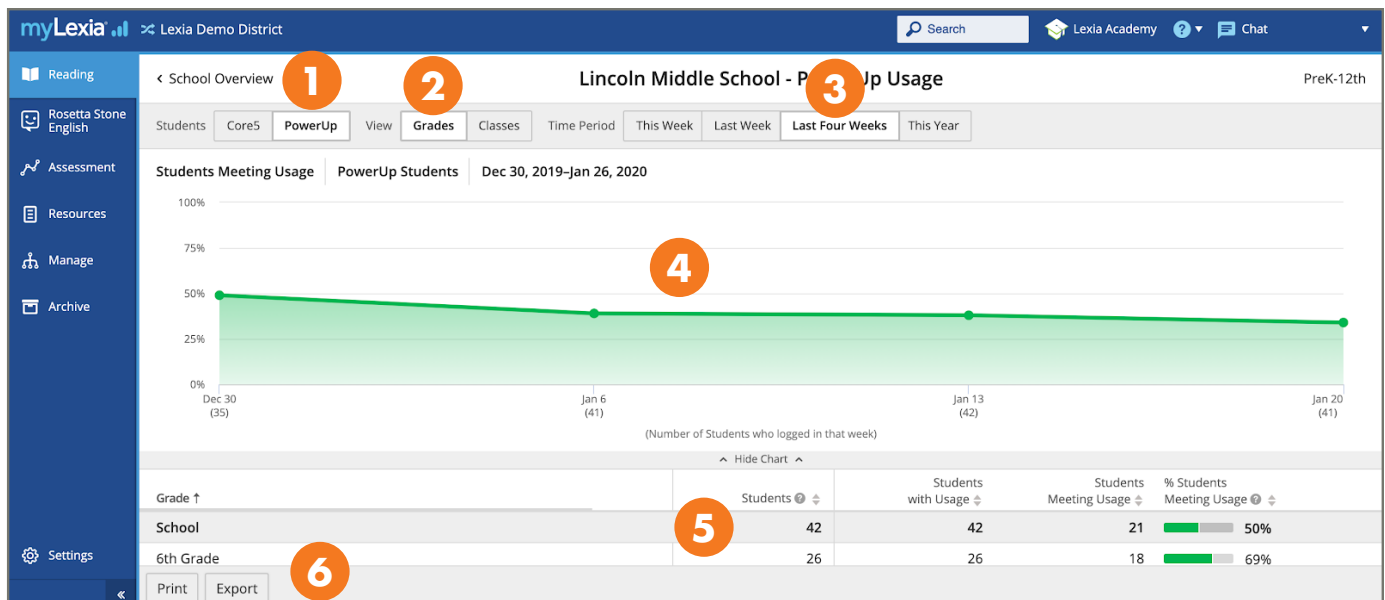 myLexia Lexia Demo District Search Lexia Academy ? Chat
Reading
‹ School Overview 1 2 Lincoln Middle School - P 3 Up Usage PreK-12th
Rosetta Stone English
Students Core5 PowerUp View Grades Classes Time Period This Week Last Week Last Four Weeks This Year
Assessment
Students Meeting Usage PowerUp Students Dec 30, 2019–Jan 26, 2020
Resources
Manage
Archive
100%
75%
4
50%
25%
0%
Dec 30 Jan 6 Jan 13 Jan 20
(35) (41) (42) (41)
(Number of Students who logged in that week)
Hide Chart
Grade ↑ Students ? Students with Usage Students Meeting Usage % Students Meeting Usage ?
School 5 42 42 21 50%
Settings
6th Grade 26 26 18 69%
« Print Export 6